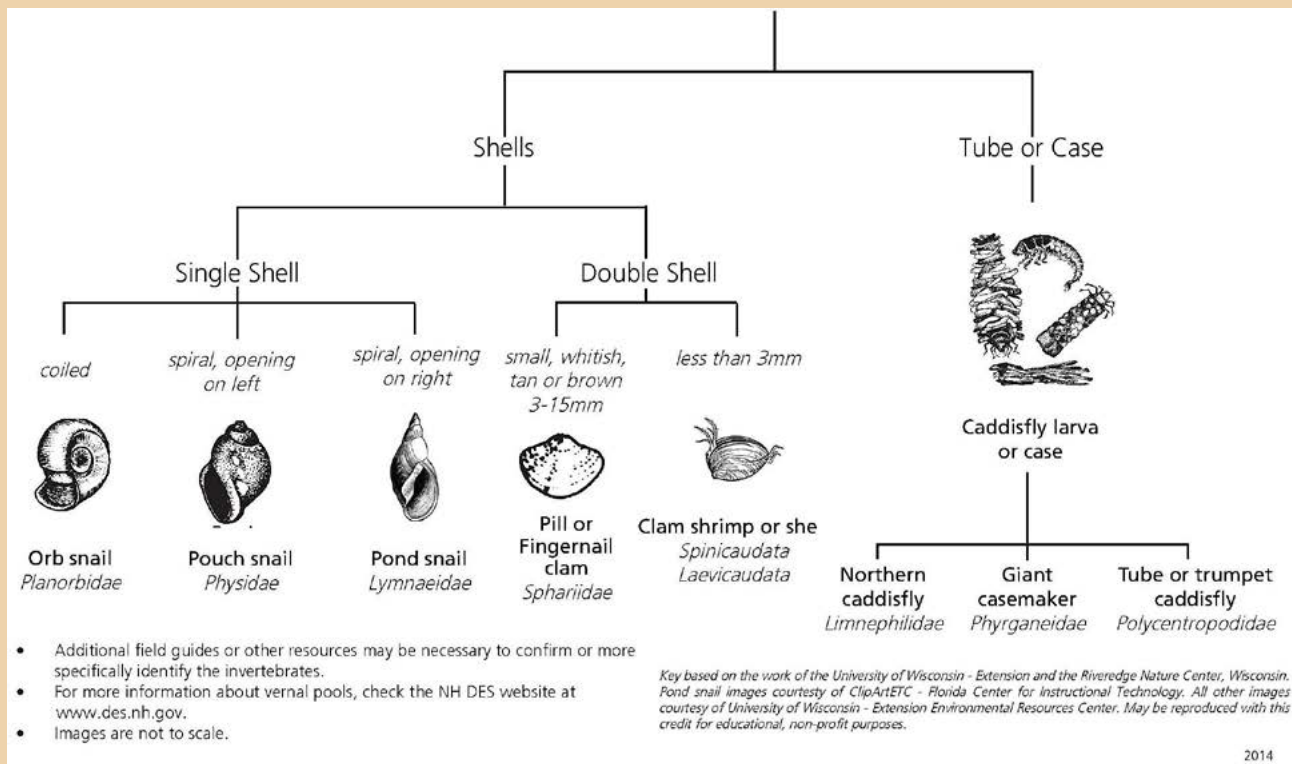 Shells
Tube or Case
Single Shell
Double Shell
coiled
spiral, opening
on left
spiral, opening
on right
small, whitish,
tan or brown
3-15mm
less than 3mm
Orb snail
Planorbidae
Pouch snail
Physidae
Pond snail
Lymnaeidae
Pill or
Fingernail
clam
Sphariidae
Clam shrimp or she
Spinicaudata
Laevicaudata
Caddisfly larva
or case
Northern
caddisfly
Limnephilidae
Giant
casemaker
Phyrganeidae
Tube or trumpet
caddisfly
Polycentropodidae
• Additional field guides or other resources may be necessary to confirm or more
specifically identify the invertebrates.
• For more information about vernal pools, check the NH DES website at
www.des.nh.gov.
• Images are not to scale.
Key based on the work of the University of Wisconsin - Extension and the Riveredge Nature Center, Wisconsin.
Pond snail images courtesy of ClipArtETC - Florida Center for Instructional Technology. All other images
courtesy of University of Wisconsin - Extension Environmental Resources Center. May be reproduced with this
credit for educational, non-profit purposes.
2014